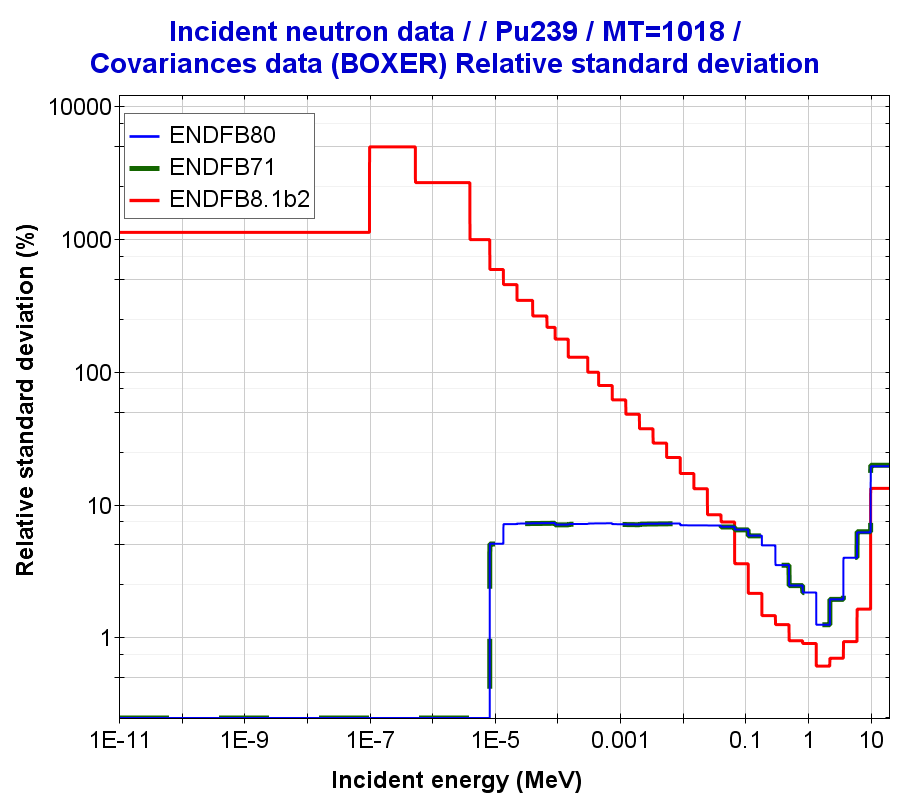 Incident neutron data / / Pu239 / MT=1018 /
Covariances data (BOXER) Relative standard deviation
Relative standard deviation (%)
10000
1000
100
10
1
ENDFB80
ENDFB71
ENDFB8.1b2
1E-11
1E-9
1E-7
1E-5
0.001
0.1
1
10
Incident energy (MeV)